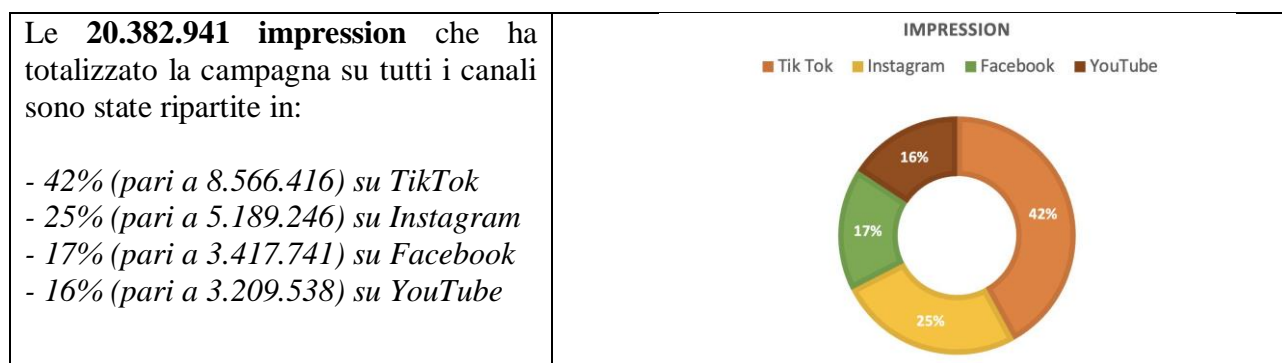 Le 20.382.941 impression che ha
totalizzato la campagna su tutti i canali
sono state ripartite in:
- 42% (pari a 8.566.416) su TikTok
- 25% (pari a 5.189.246) su Instagram
- 17% (pari a 3.417.741) su Facebook
- 16% (pari a 3.209.538) su YouTube
IMPRESSION
Tik Tok Instagram Facebook YouTube
16%
42%
17%
25%